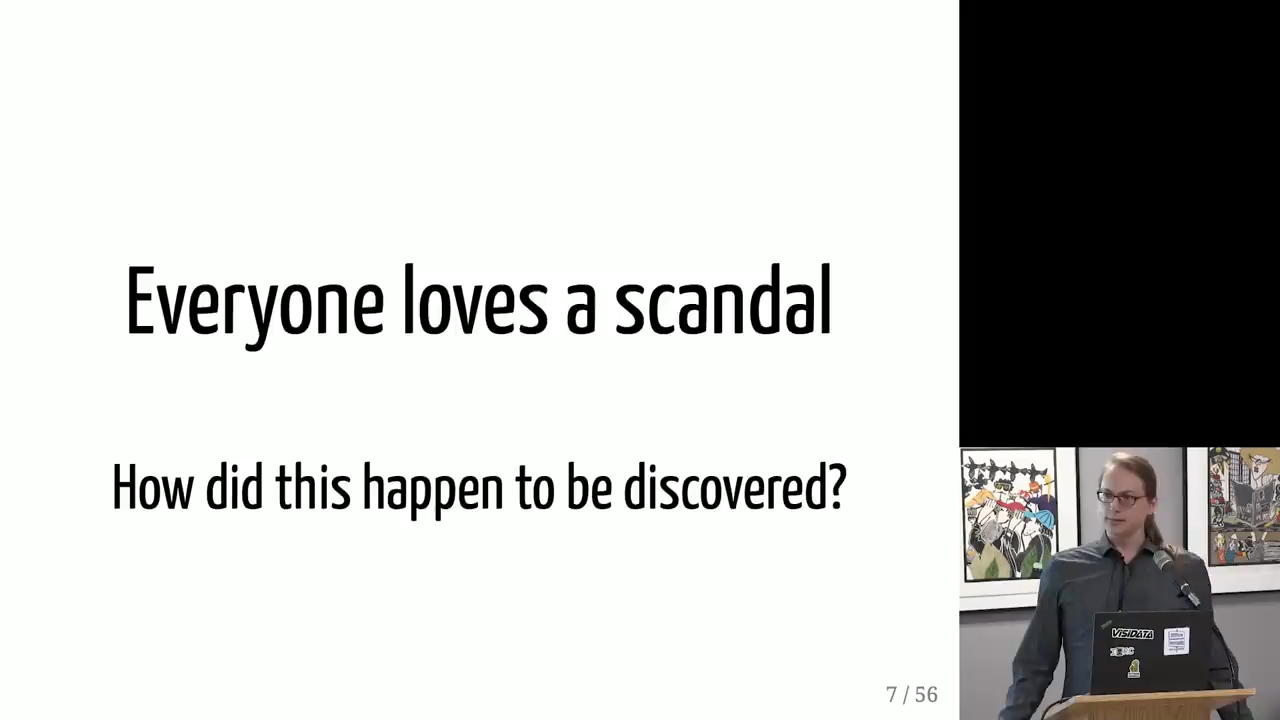 Everyone loves a scandal
How did this happen to be discovered?
7 / 56
VISIDATA